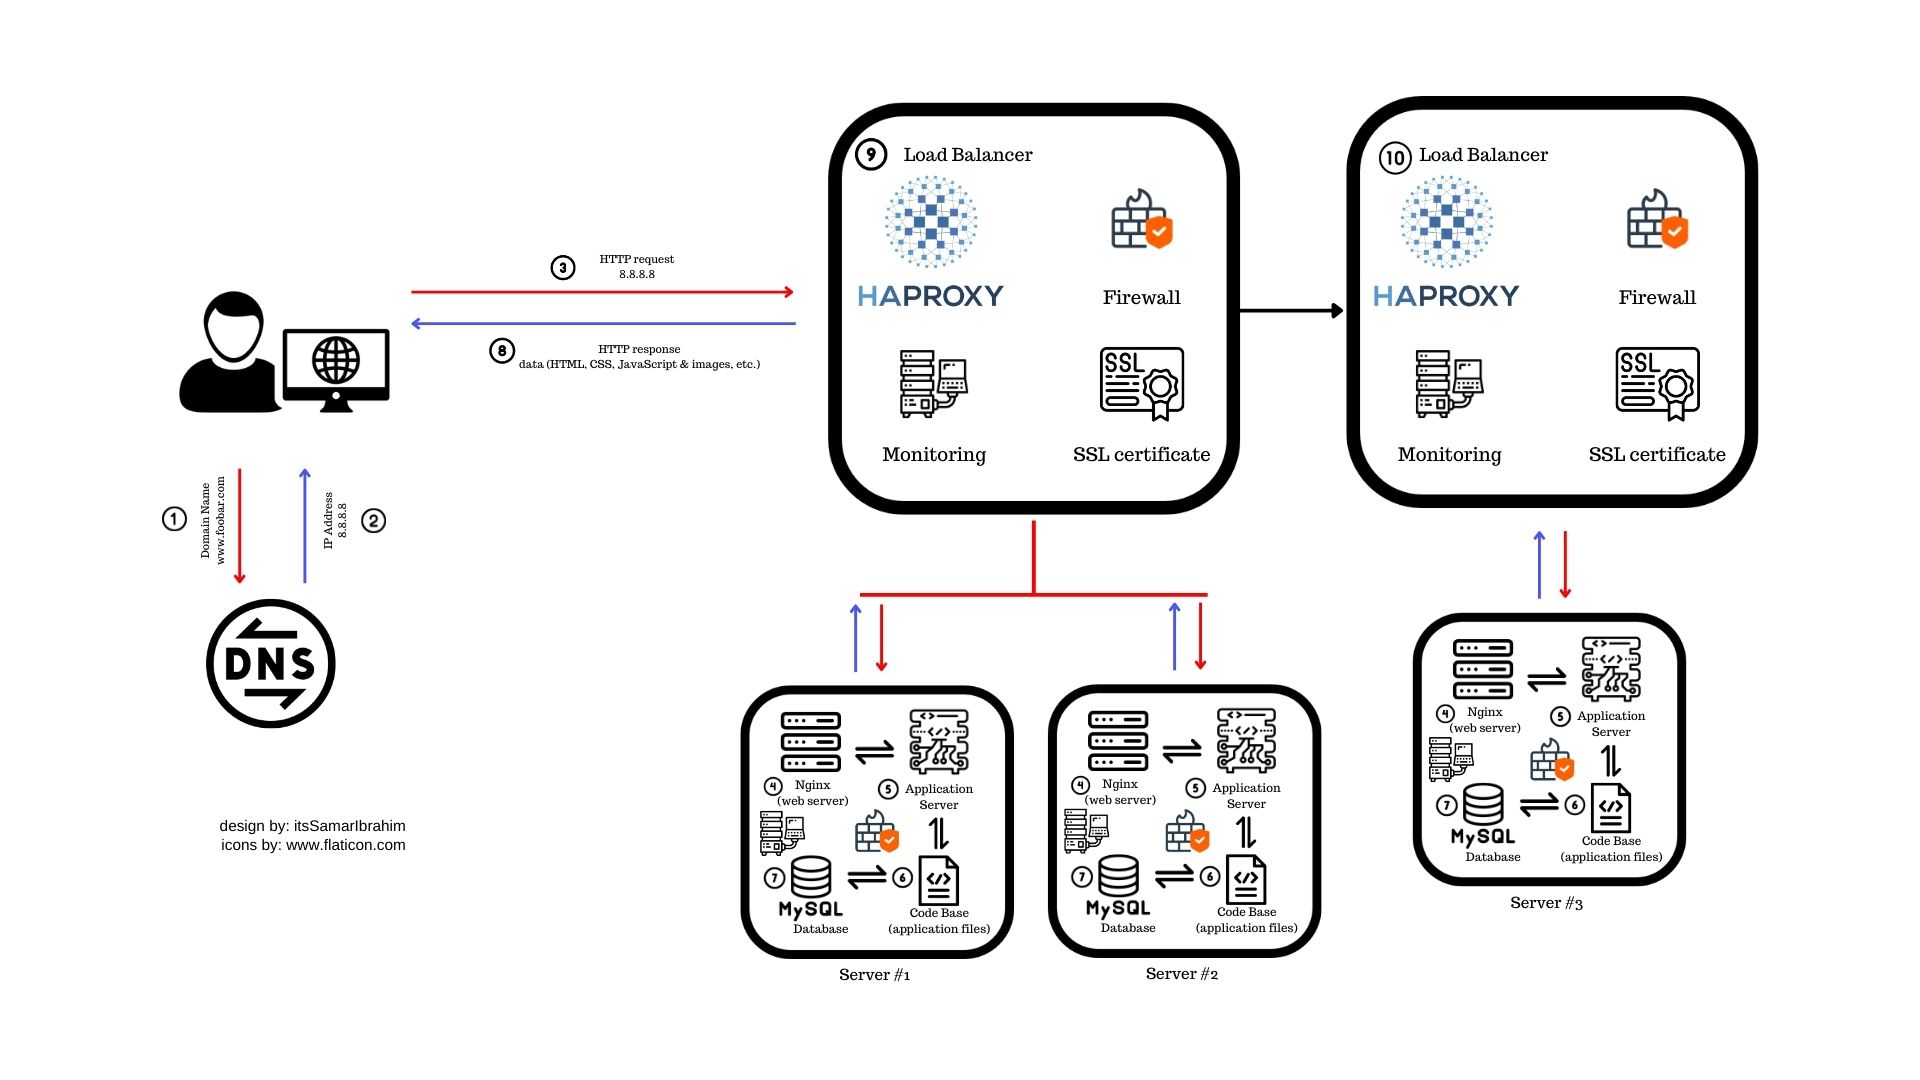 9
Load Balancer
HAPROXY
Firewall
Monitoring
SSL
SSL certificate
10
Load Balancer
HAPROXY
Firewall
Monitoring
SSL
SSL certificate
3
HTTP request
8.8.8.8
8
HTTP response
data (HTML, CSS, JavaScript & images, etc.)
1
Domain Name
www.foobar.com
IP Address
8.8.8.8
2
DNS
design by: itsSamarIbrahim
icons by: www.flaticon.com
4
Nginx
(web server)
5
Application
Server
7
MySQL
Database
6
Code Base
(application files)
Server #1
4
Nginx
(web server)
5
Application
Server
7
MySQL
Database
6
Code Base
(application files)
Server #2
4
Nginx
(web server)
5
Application
Server
7
MySQL
Database
6
Code Base
(application files)
Server #3